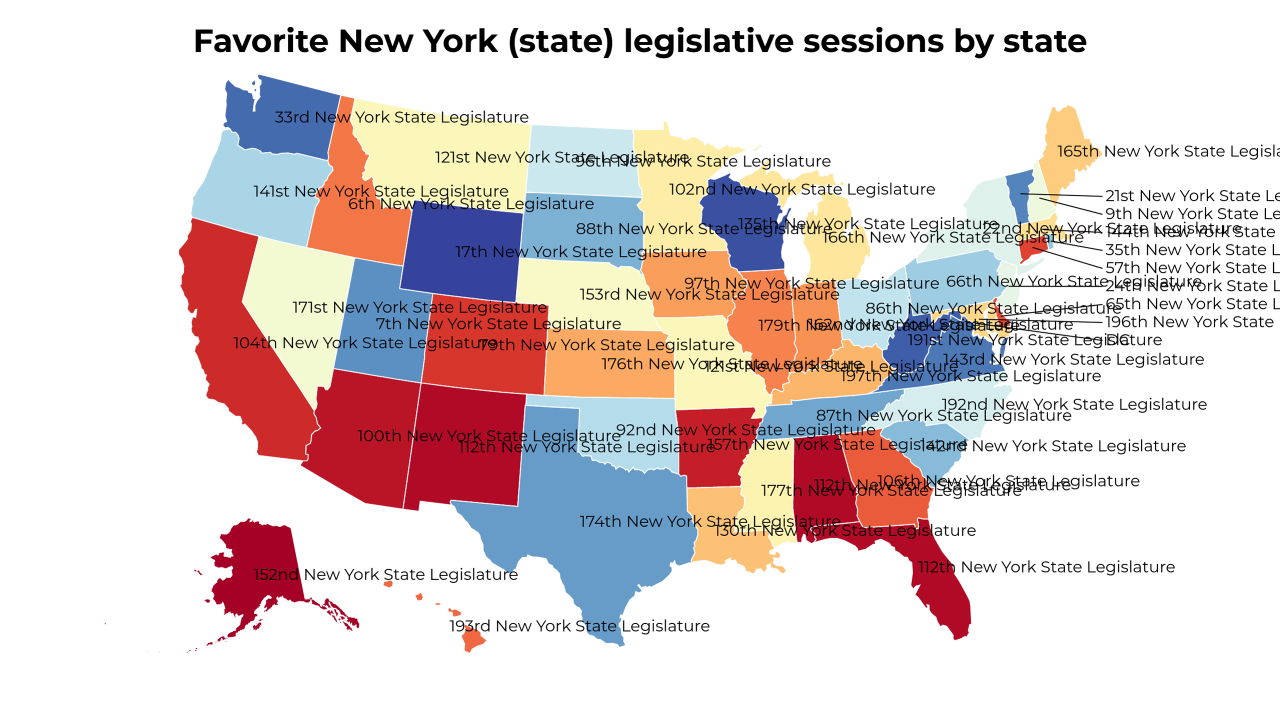 Favorite New York (state) legislative sessions by state
33rd New York State Legislature
165th New York State Legisla
121st New York State Legislature
96th New York State Legislature
141st New York State Legislature
102nd New York State Legislature
21st New York State Le
6th New York State Legislature
9th New York State Le
135th New York State Legislature
88th New York State Legislature
22nd New York State Legislature
144th New York State
166th New York State Legislature
17th New York State Legislature
35th New York State L
57th New York State L
97th New York State Legislature
66th New York State Legislature
24th New York State L
153rd New York State Legislature
65th New York State L
171st New York State Legislature
86th New York State Legislature
7th New York State Legislature
179th New York State Legislature
162nd New York State Legislature
196th New York State
104th New York State Legislature
79th New York State Legislature
191st New York State Legislature
DC
143rd New York State Legislature
176th New York State Legislature
121st New York State Legislature
197th New York State Legislature
192nd New York State Legislature
87th New York State Legislature
92nd New York State Legislature
100th New York State Legislature
112th New York State Legislature
157th New York State Legislature
142nd New York State Legislature
106th New York State Legislature
112th New York State Legislature
177th New York State Legislature
174th New York State Legislature
130th New York State Legislature
112th New York State Legislature
152nd New York State Legislature
193rd New York State Legislature